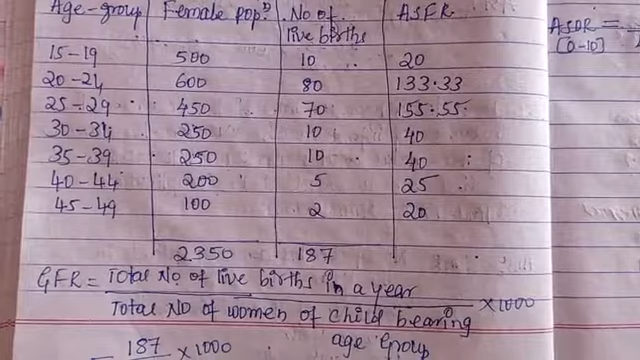 Age-group Female popn No of live births ASFR
15-19 500 10 20
20-24 600 80 133.33
25-29 450 70 155.55
30-34 250 10 40
35-39 250 10 40
40-44 200 5 25
45-49 100 2 20
2350 187
GFR = Total No of live births in a year
Total NO of women of child bearing age Group
×1000
= 187 ×1000
ASDR =
[0-10]